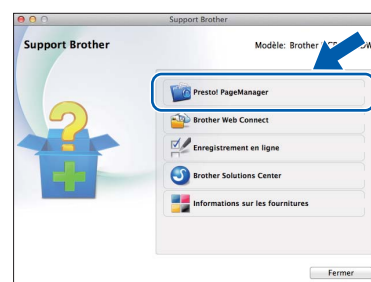 Support Brother
Support Brother
Modèle: Brother
Presto! PageManager
Brother Web Connect
Enregistrement en ligne
Brother Solutions Center
Informations sur les fournitures
Fermer